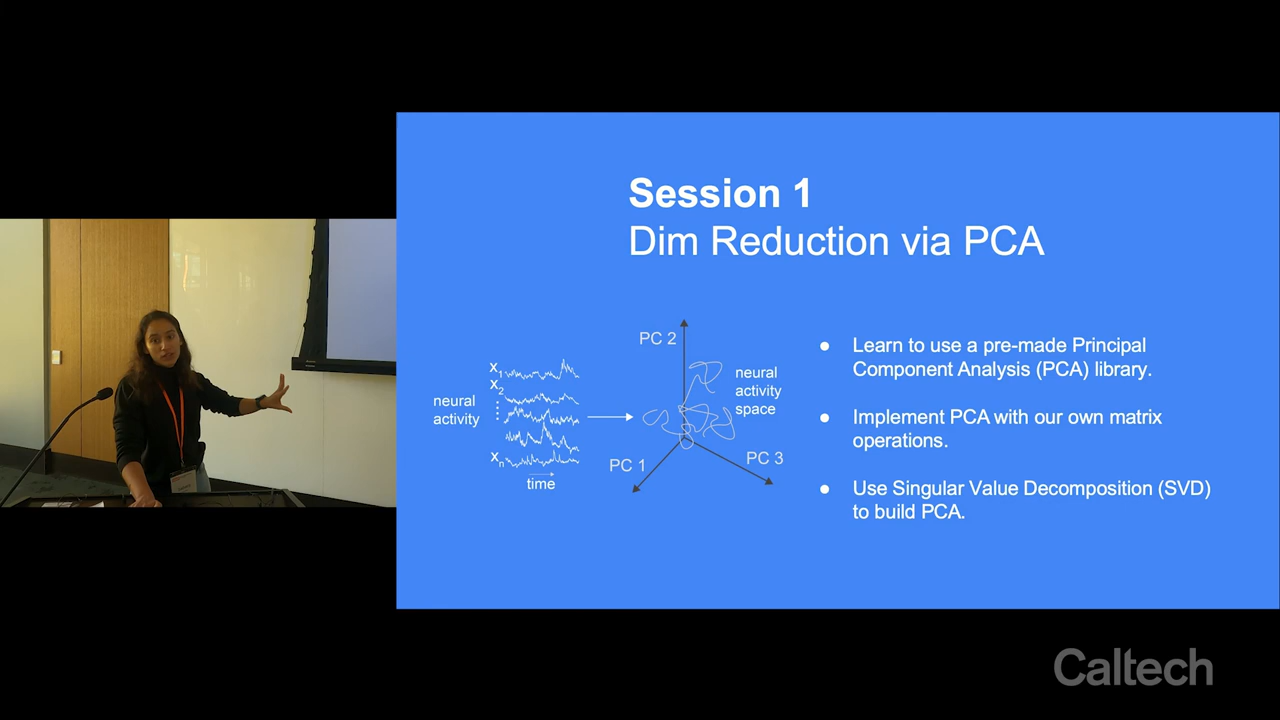 Session 1
Dim Reduction via PCA
neural
activity
x1
x2
xn
time
PC 2
PC 1
PC 3
neural
activity
space
● Learn to use a pre-made Principal
Component Analysis (PCA) library.
● Implement PCA with our own matrix
operations.
● Use Singular Value Decomposition (SVD)
to build PCA.
Caltech